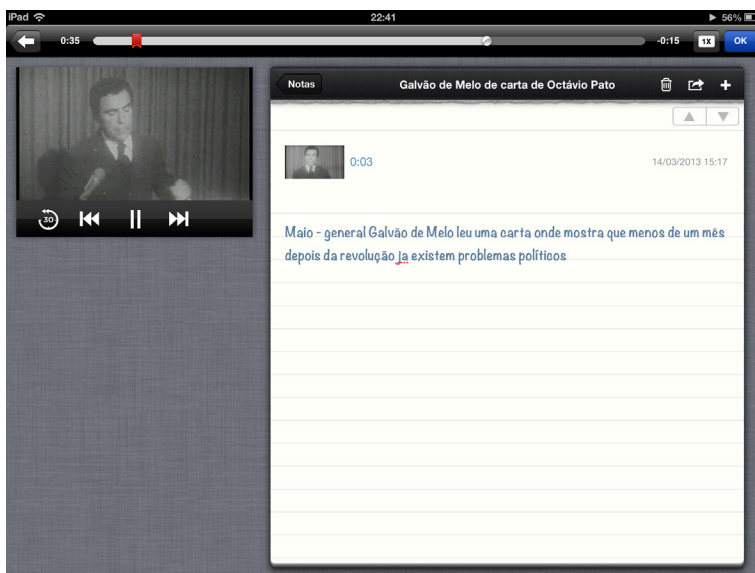 iPad 22:41 56%
0:35 -0:15 1X OK
Notas Galvão de Melo de carta de Octávio Pato
30
0:03 14/03/2013 15:17
Maio - general Galvão de Melo leu uma carta onde mostra que menos de um mês
depois da revolução ja existem problemas políticos